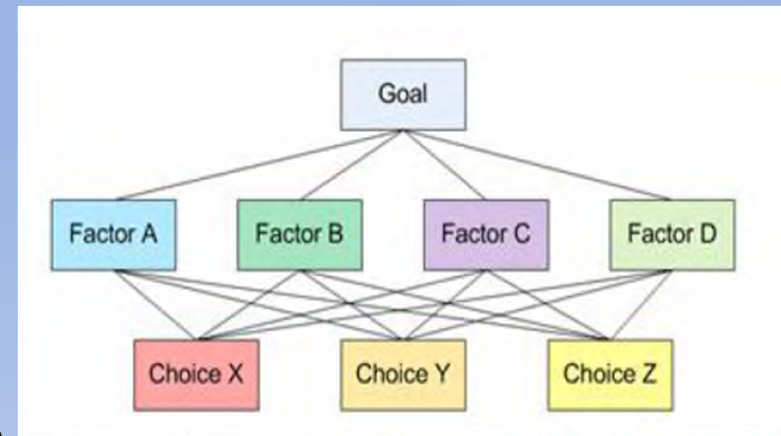 Goal
Factor A
Factor B
Factor C
Factor D
Choice X
Choice Y
Choice Z